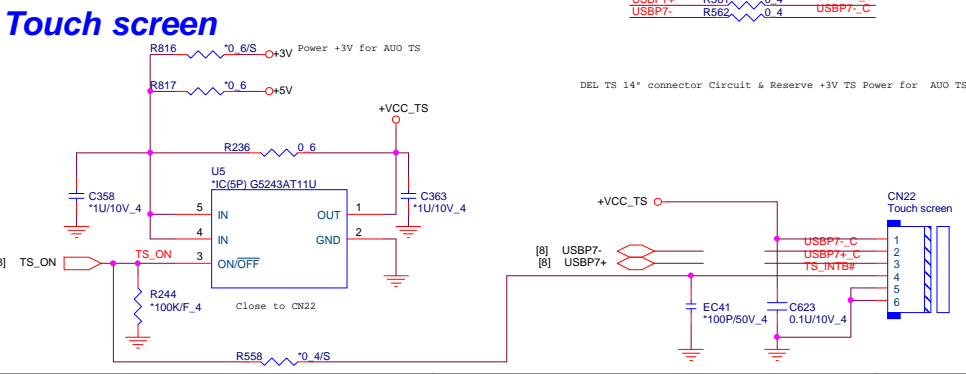 USBP7+ R561 0_4
USBP7- R562 0_4 USBP7-_C
Touch screen
R816 *0_6/S +3V Power +3V for AUO TS
R817 *0_6 +5V
DEL TS 14" connector Circuit & Reserve +3V TS Power for AUO TS
+VCC_TS
R236 0_6
U5
*IC(5P) G5243AT11U
C358
*1U/10V_4
C363
*1U/10V_4
5 IN OUT 1
4 IN GND 2
3 ON/OFF
TS_ON TS_ON
R244
*100K/F_4
Close to CN22
R558 *0_4/S
+VCC_TS
CN22
Touch screen
[8] USBP7-
[8] USBP7+
USBP7-_C
USBP7+_C
TS_INTB#
1
2
3
4
5
6
EC41
*100P/50V_4
C623
0.1U/10V_4